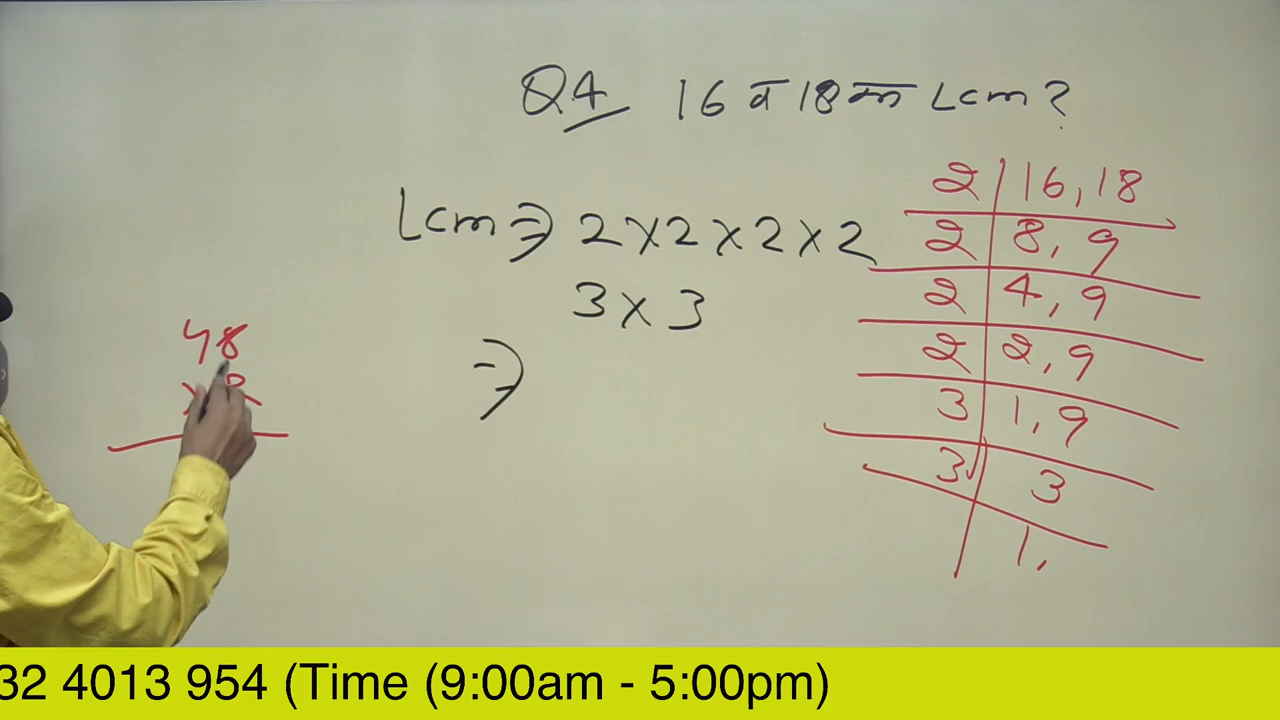 Q4 16 व 18 का Lcm?
Lcm ⇒ 2 × 2 × 2 × 2
3 × 3
⇒
2 | 16, 18
2 | 8, 9
2 | 4, 9
2 | 2, 9
3 | 1, 9
3 | 3
1,
48
×
32 4013 954 (Time (9:00am - 5:00pm)